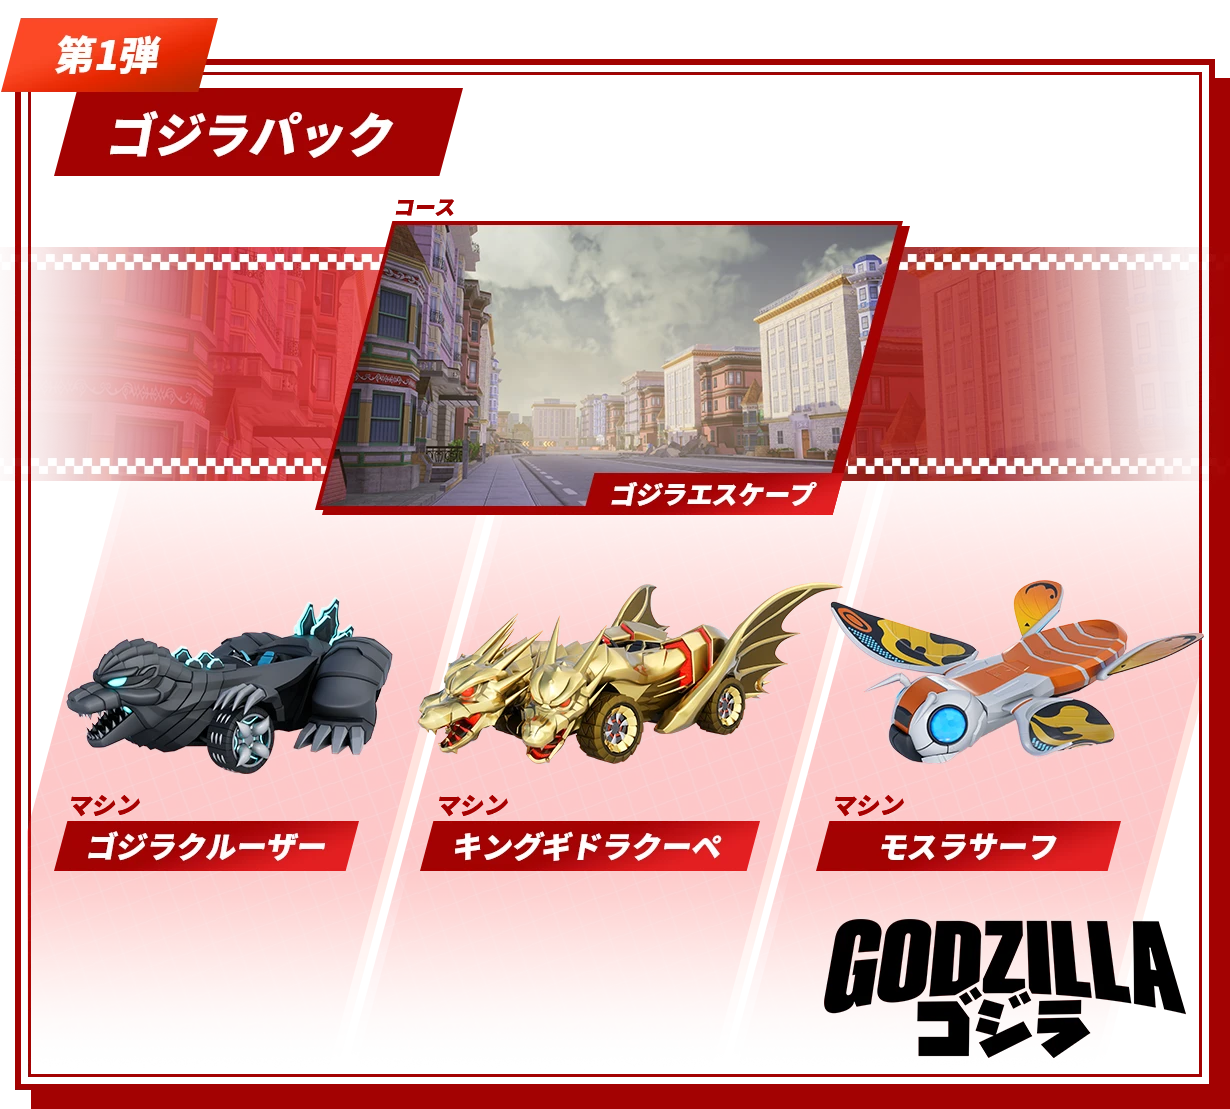 第1弾
ゴジラパック
コース
ゴジラエスケープ
マシン
ゴジラクルーザー
マシン
キングギドラクーペ
マシン
モスラサーフ
GODZILLA
ゴジラ